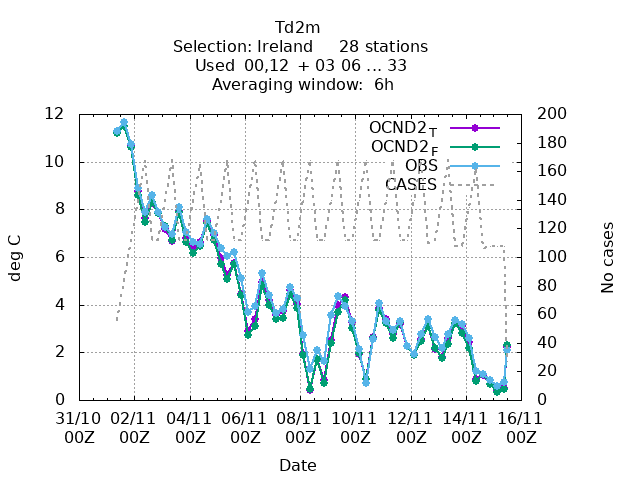 Td2m
Selection: Ireland 28 stations
Used 00,12 + 03 06 ... 33
Averaging window: 6h
12 200
180
10 160
140
8 120
6 100
80
4 60
2 40
20
0 0
deg C
No cases
OCND2_T
OCND2_F
OBS
CASES
31/10 02/11 04/11 06/11 08/11 10/11 12/11 14/11 16/11
00Z 00Z 00Z 00Z 00Z 00Z 00Z 00Z 00Z
Date